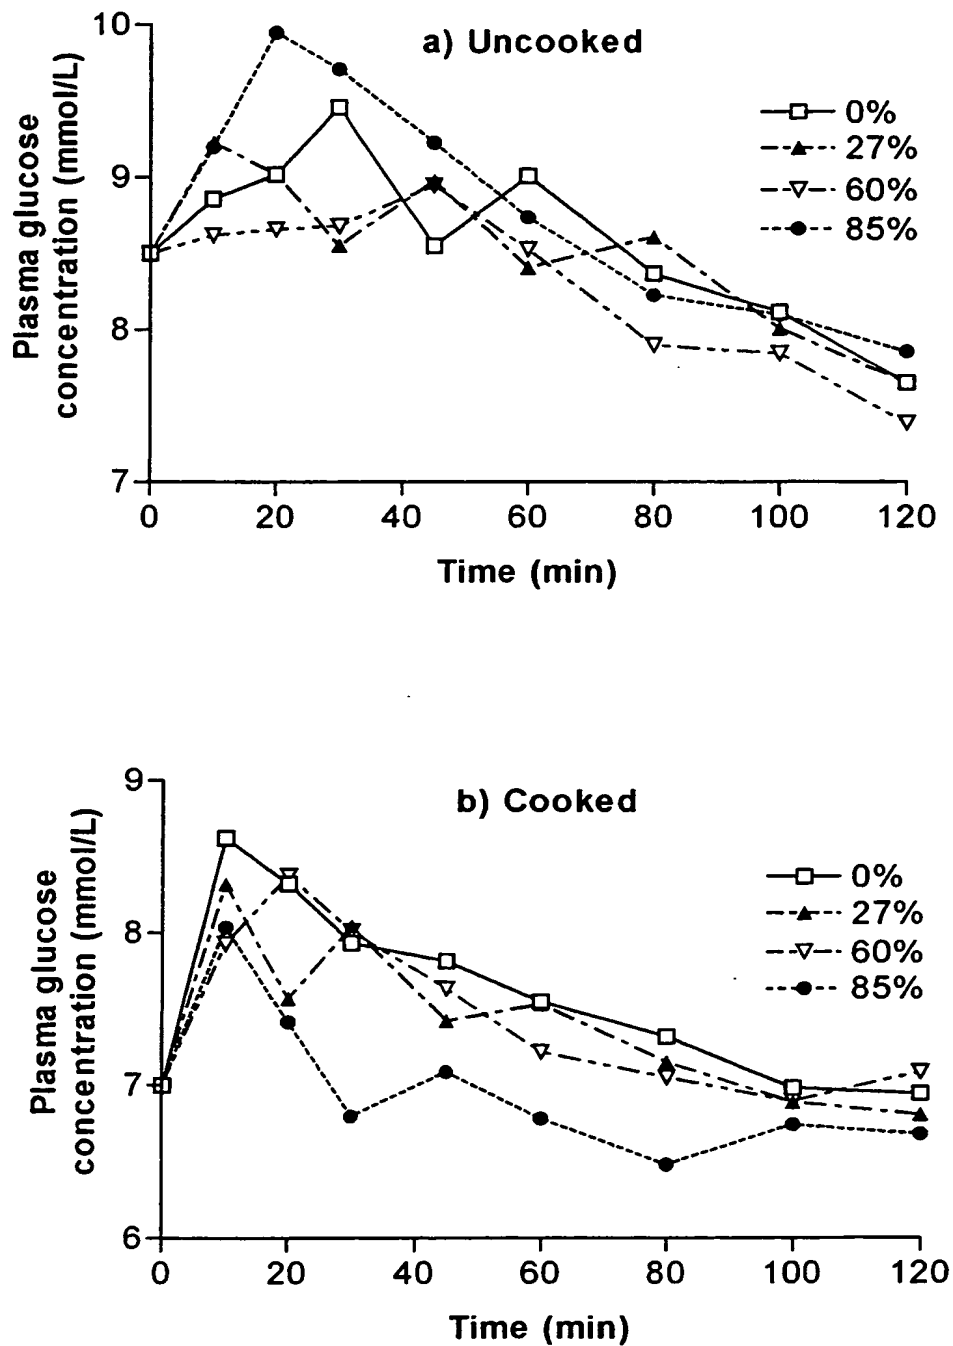 a) Uncooked
10
9
8
7
Plasma glucose
concentration (mmol/L)
0%
27%
60%
85%
0 20 40 60 80 100 120
Time (min)
b) Cooked
9
8
7
6
Plasma glucose
concentration (mmol/L)
0%
27%
60%
85%
0 20 40 60 80 100 120
Time (min)